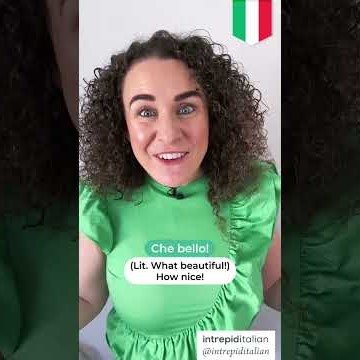 Che bello!
(Lit. What beautiful!)
How nice!
intrepiditalian
@intrepiditalian